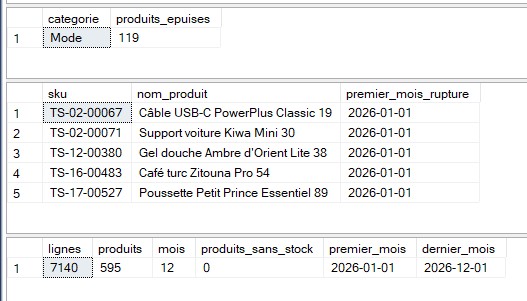 categorie produits_epuises
1 Mode 119
sku nom_produit premier_mois_rupture
1 TS-02-00067 Câble USB-C PowerPlus Classic 19 2026-01-01
2 TS-02-00071 Support voiture Kiwa Mini 30 2026-01-01
3 TS-12-00380 Gel douche Ambre d'Orient Lite 38 2026-01-01
4 TS-16-00483 Café turc Zitouna Pro 54 2026-01-01
5 TS-17-00527 Poussette Petit Prince Essentiel 89 2026-01-01
lignes produits mois produits_sans_stock premier_mois dernier_mois
1 7140 595 12 0 2026-01-01 2026-12-01